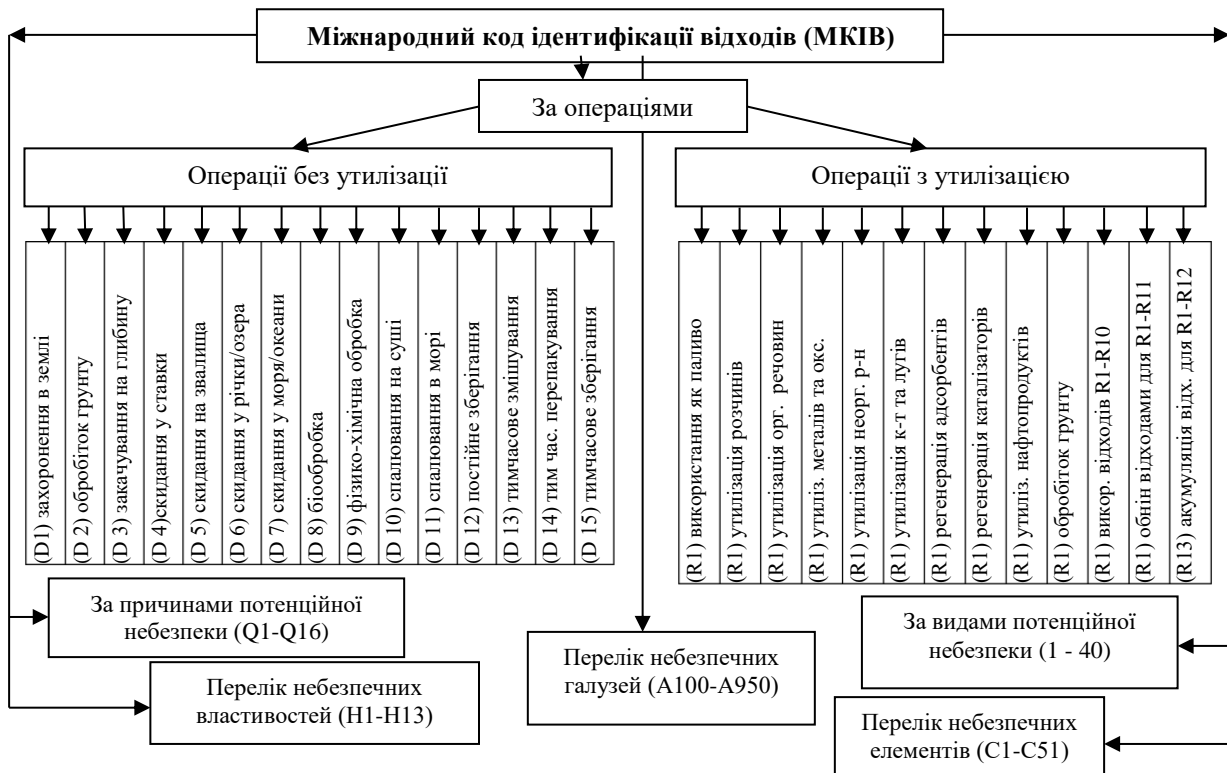 Міжнародний код ідентифікації відходів (МКІВ)
За операціями
Операції без утилізації
Операції з утилізацією
(D1) захоронення в землі
(D 2) обробіток грунту
(D 3) закачування на глибину
(D 4)скидання у ставки
(D 5) скидання на звалища
(D 6) скидання у річки/озера
(D 7) скидання у моря/океани
(D 8) біообробка
(D 9) фізико-хімічна обробка
(D 10) спалювання на суші
(D 11) спалювання в морі
(D 12) постійне зберігання
(D 13) тимчасове змішування
(D 14) тим час. перепакування
(D 15) тимчасове зберігання
(R1) використання як паливо
(R1) утилізація розчинів
(R1) утилізація орг. речовин
(R1) утиліз. металів та окс.
(R1) утилізація неорг. р-н
(R1) утилізація к-т та лугів
(R1) регенерація адсорбентів
(R1) регенерація каталізаторів
(R1) утиліз. нафтопродуктів
(R1) обробіток грунту
(R1) викор. відходів R1-R10
(R1) обнін відходами для R1-R11
(R13) акумуляція відх. для R1-R12
За причинами потенційної
небезпеки (Q1-Q16)
Перелік небезпечних
властивостей (H1-H13)
Перелік небезпечних
галузей (А100-А950)
За видами потенційної
небезпеки (1 - 40)
Перелік небезпечних
елементів (С1-С51)